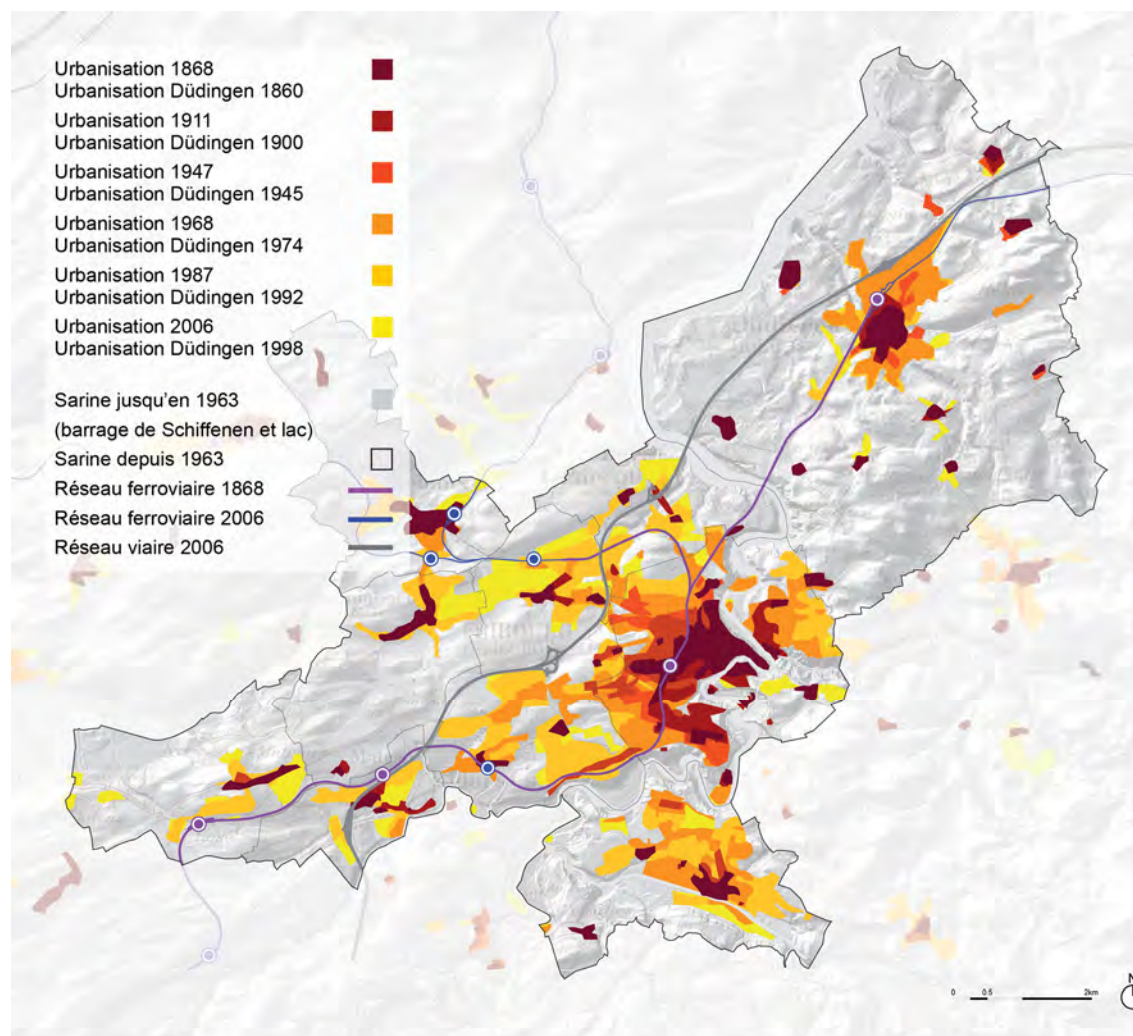 Urbanisation 1868
Urbanisation Düdingen 1860
Urbanisation 1911
Urbanisation Düdingen 1900
Urbanisation 1947
Urbanisation Düdingen 1945
Urbanisation 1968
Urbanisation Düdingen 1974
Urbanisation 1987
Urbanisation Düdingen 1992
Urbanisation 2006
Urbanisation Düdingen 1998
Sarine jusqu'en 1963
(barrage de Schiffenen et lac)
Sarine depuis 1963
Réseau ferroviaire 1868
Réseau ferroviaire 2006
Réseau viaire 2006
N
0 0.5 2km